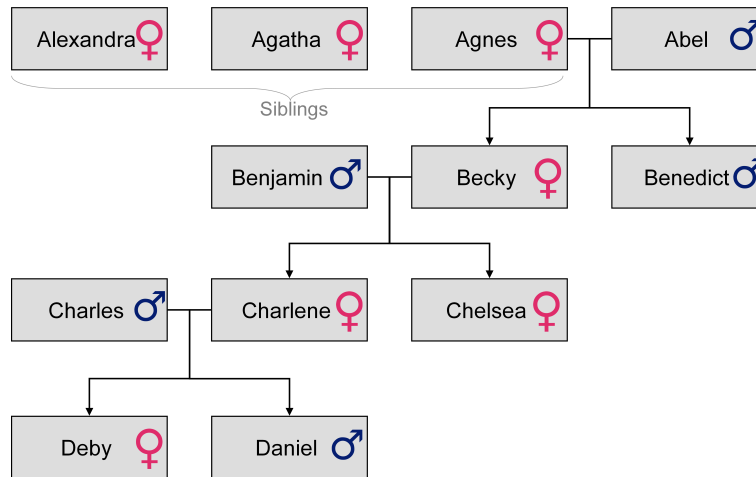 Alexandra
Agatha
Agnes
Abel
Siblings
Benjamin
Becky
Benedict
Charles
Charlene
Chelsea
Deby
Daniel